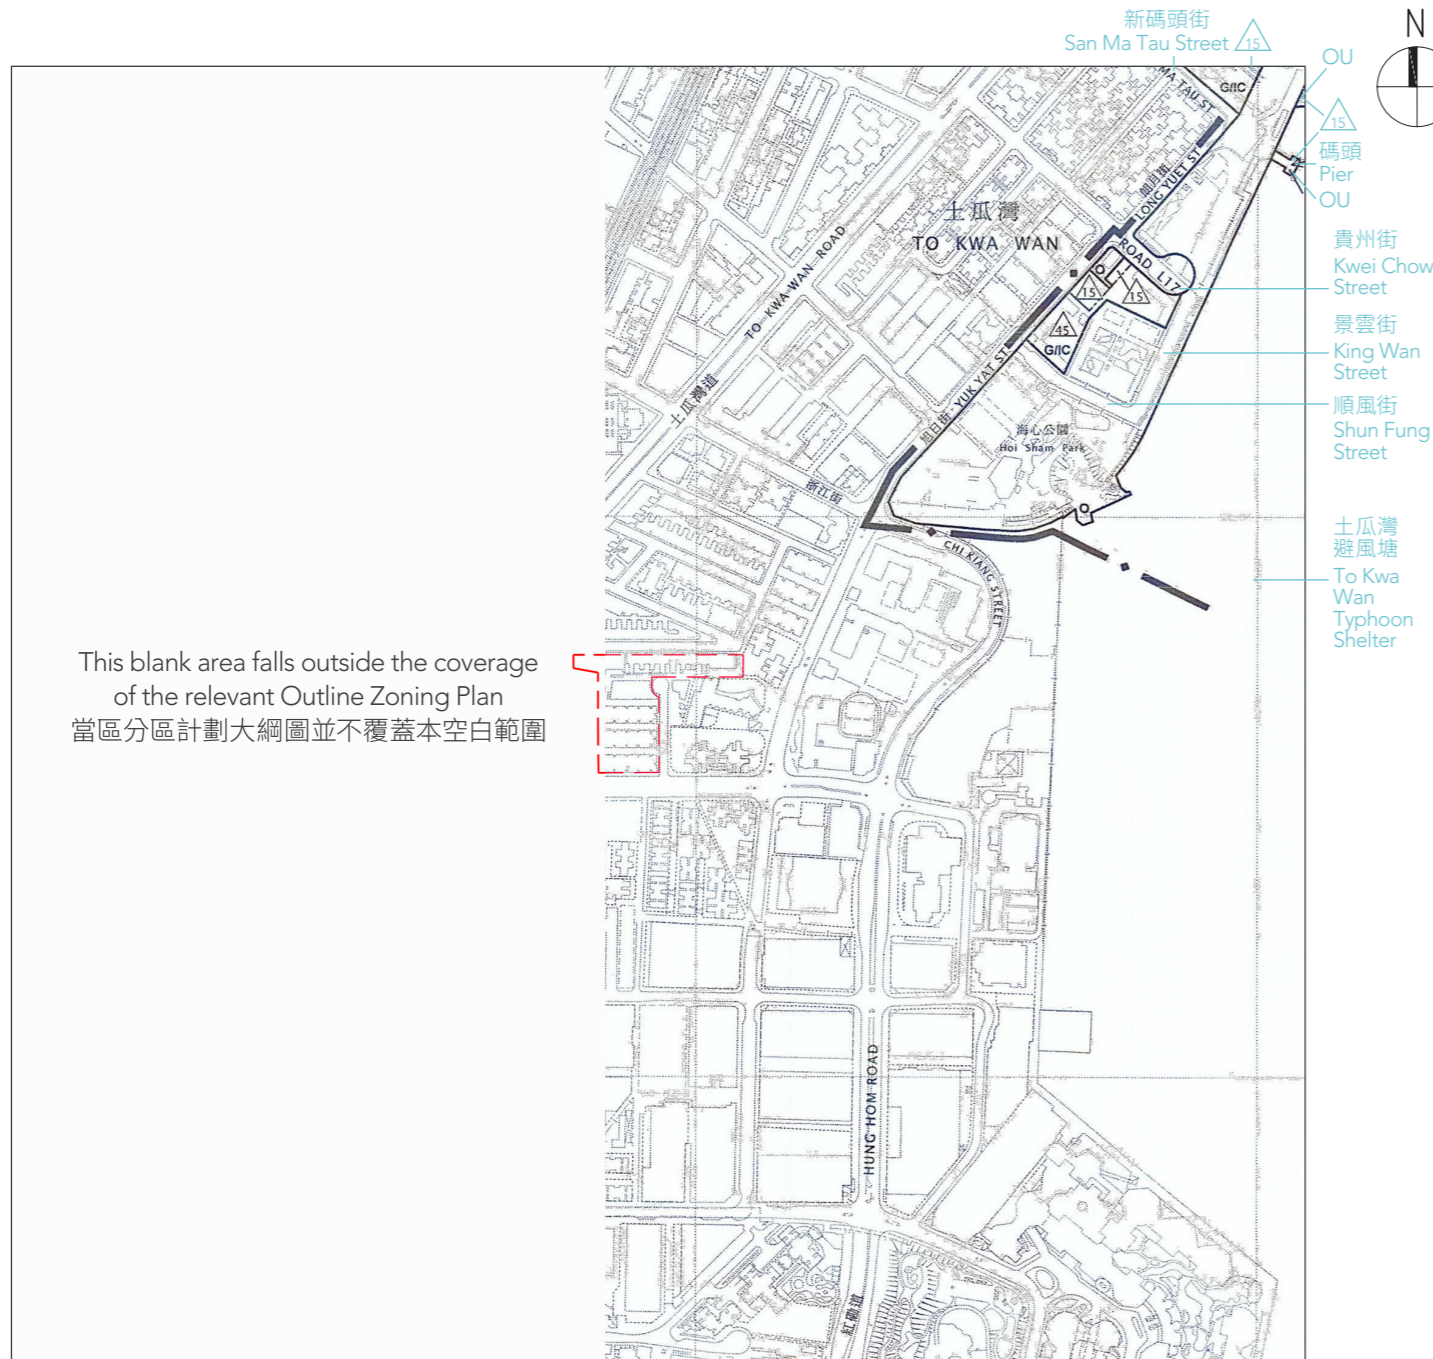 新碼頭街
San Ma Tau Street 15
N
OU
15
碼頭
Pier
OU
貴州街
Kwei Chow
Street
景雲街
King Wan
Street
順風街
Shun Fung
Street
土瓜灣
避風塘
To Kwa
Wan
Typhoon
Shelter
MA TAU ST
G/IC
朗月街 LONG YUET ST
土瓜灣
TO KWA WAN
ROAD L17
O
15
15
45
G/IC
TO KWA WAN ROAD
土瓜灣道
旭日街 YUK YAT ST
海心公園
Hoi Sham Park
O
浙江街
CHI KIANG STREET
This blank area falls outside the coverage
of the relevant Outline Zoning Plan
當區分區計劃大綱圖並不覆蓋本空白範圍
HUNG HOM ROAD
紅磡道